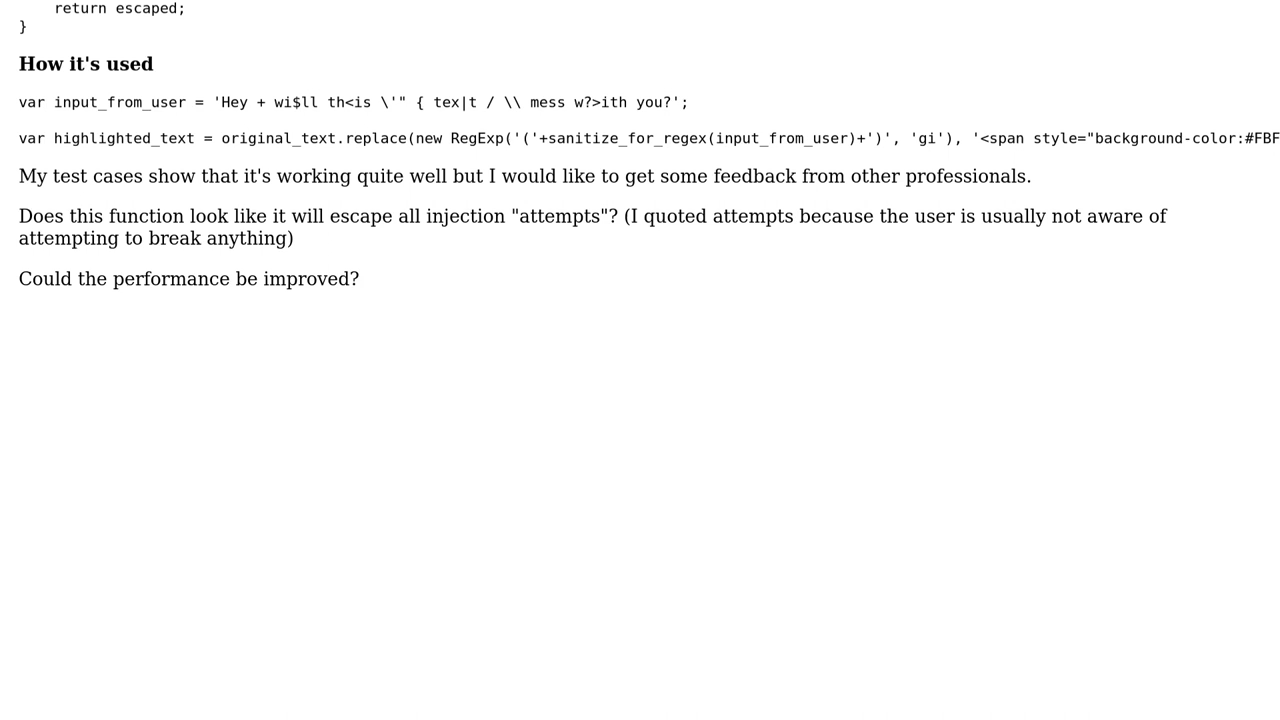 return escaped;
}
How it's used
var input_from_user = 'Hey + wi$ll th<is \'" { tex|t / \\ mess w?>ith you?';
var highlighted_text = original_text.replace(new RegExp('('+sanitize_for_regex(input_from_user)+')', 'gi'), '<span style="background-color:#FBF
My test cases show that it's working quite well but I would like to get some feedback from other professionals.
Does this function look like it will escape all injection "attempts"? (I quoted attempts because the user is usually not aware of
attempting to break anything)
Could the performance be improved?